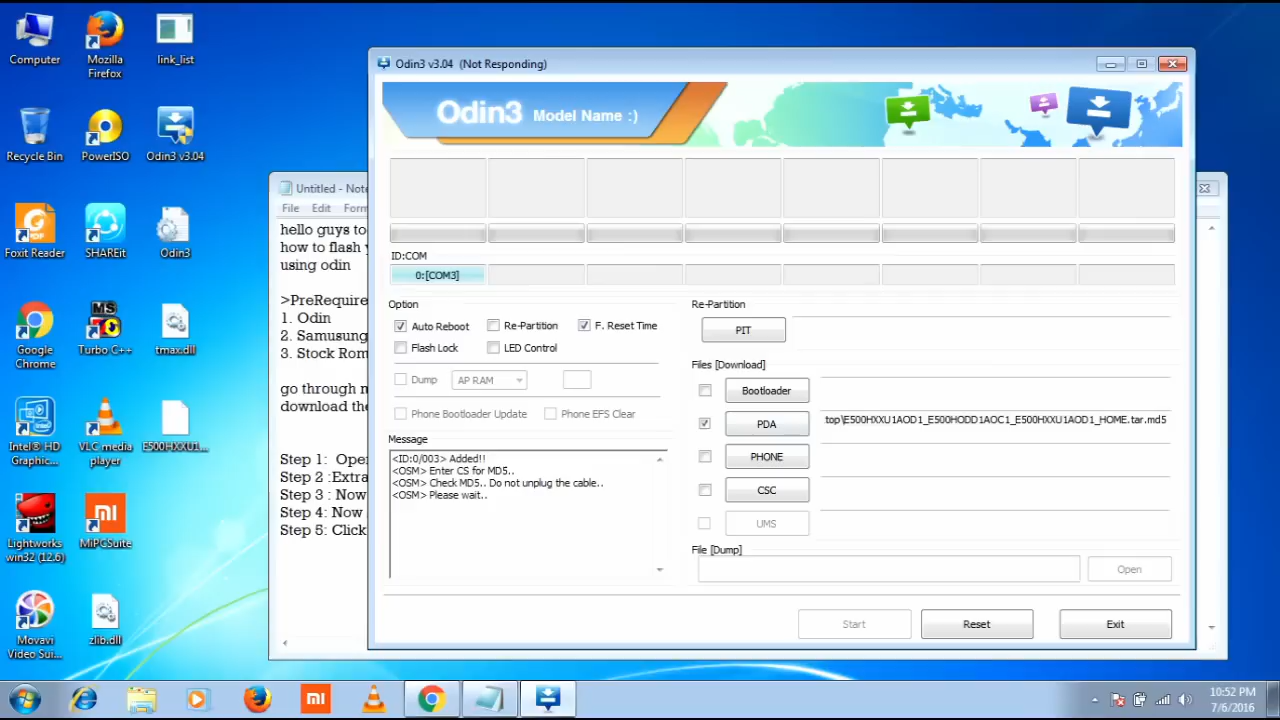 Computer
Mozilla
Firefox
link_list
Recycle Bin
PowerISO
Odin3 v3.04
Foxit Reader
SHAREit
Odin3
Google
Chrome
Turbo C++
tmax.dll
Intel® HD
Graphic...
VLC media
player
E500HXXU1...
Lightworks
win32 (12.6)
MiPCSuite
Movavi
Video Sui...
zlib.dll
Untitled - Note
File Edit Form
hello guys to
how to flash y
using odin
>PreRequire
1. Odin
2. Samusung
3. Stock Rom
go through m
download the
Step 1: Open
Step 2 :Extra
Step 3 : Now
Step 4: Now
Step 5: Click
Odin3 v3.04 (Not Responding)
Odin3 Model Name :)
ID:COM
0:[COM3]
Option
Auto Reboot
Re-Partition
F. Reset Time
Flash Lock
LED Control
Dump
AP RAM
Phone Bootloader Update
Phone EFS Clear
Message
<ID:0/003> Added!!
<OSM> Enter CS for MD5..
<OSM> Check MD5.. Do not unplug the cable..
<OSM> Please wait..
Re-Partition
PIT
Files [Download]
Bootloader
PDA
top\E500HXXU1AOD1_E500HODD1AOC1_E500HXXU1AOD1_HOME.tar.md5
PHONE
CSC
UMS
File [Dump]
Open
Start
Reset
Exit
10:52 PM
7/6/2016